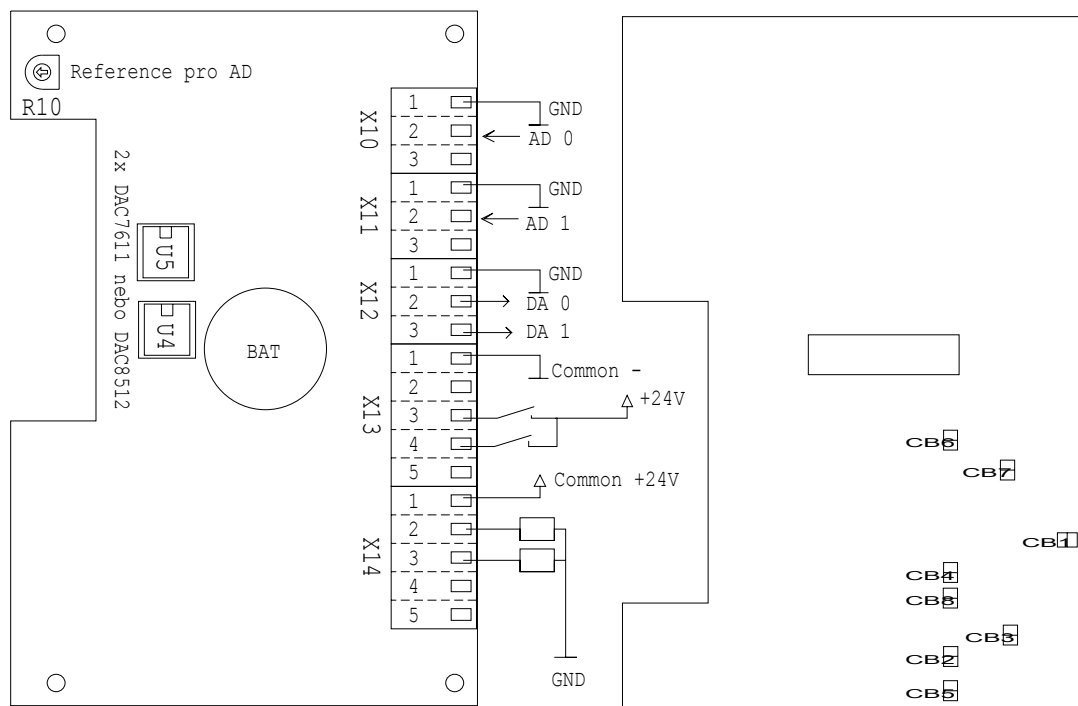 Reference pro AD
R10
2x DAC7611 nebo DAC8512
U5
U4
BAT
X10
1
2
3
GND
AD 0
X11
1
2
3
GND
AD 1
X12
1
2
3
GND
DA 0
DA 1
X13
1
2
3
4
5
Common -
+24V
X14
1
2
3
4
5
Common +24V
GND
CB6
CB7
CB1
CB4
CB8
CB3
CB2
CB5